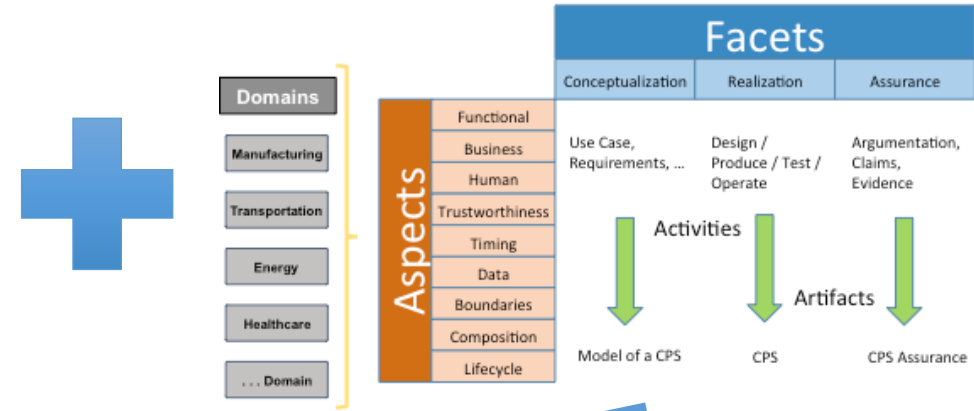 Domains
Manufacturing
Transportation
Energy
Healthcare
. . . Domain
Aspects
Functional
Business
Human
Trustworthiness
Timing
Data
Boundaries
Composition
Lifecycle
Facets
Conceptualization
Realization
Assurance
Use Case,
Requirements, ...
Design /
Produce / Test /
Operate
Argumentation,
Claims,
Evidence
Activities
Artifacts
Model of a CPS
CPS
CPS Assurance